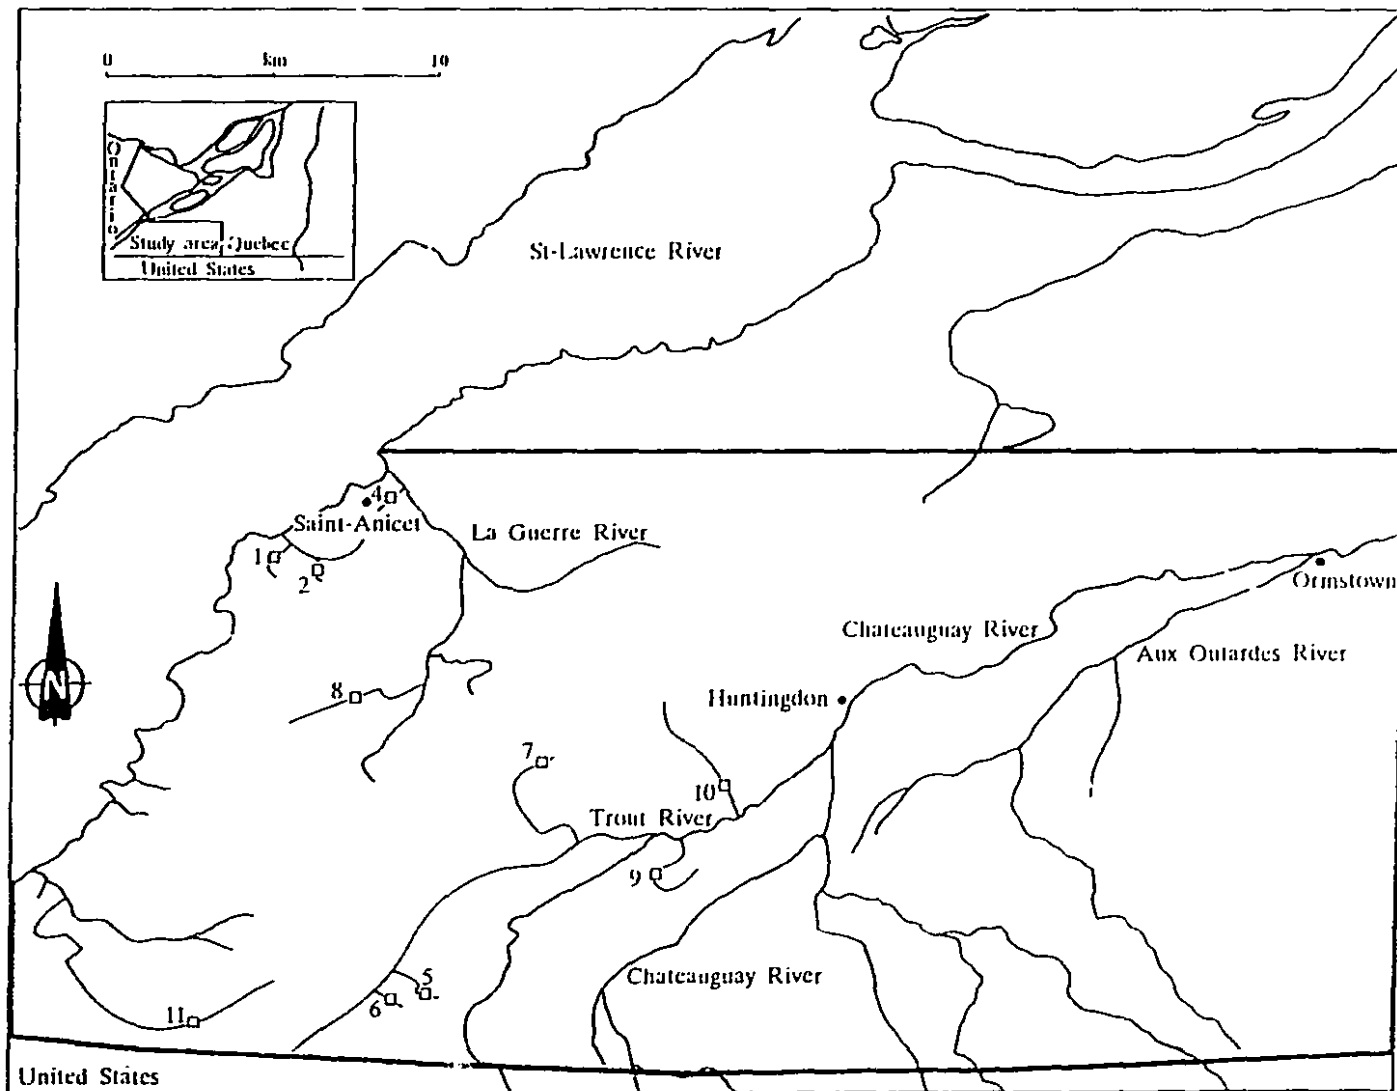 0 km 10
Ontario
Study area Quebec
United States
St-Lawrence River
4
Saint-Anicet
La Guerre River
1
2
Ormstown
Chateauguay River
Aux Outardes River
N
8
Huntingdon
7
10
Trout River
9
5
Chateauguay River
6
11
United States